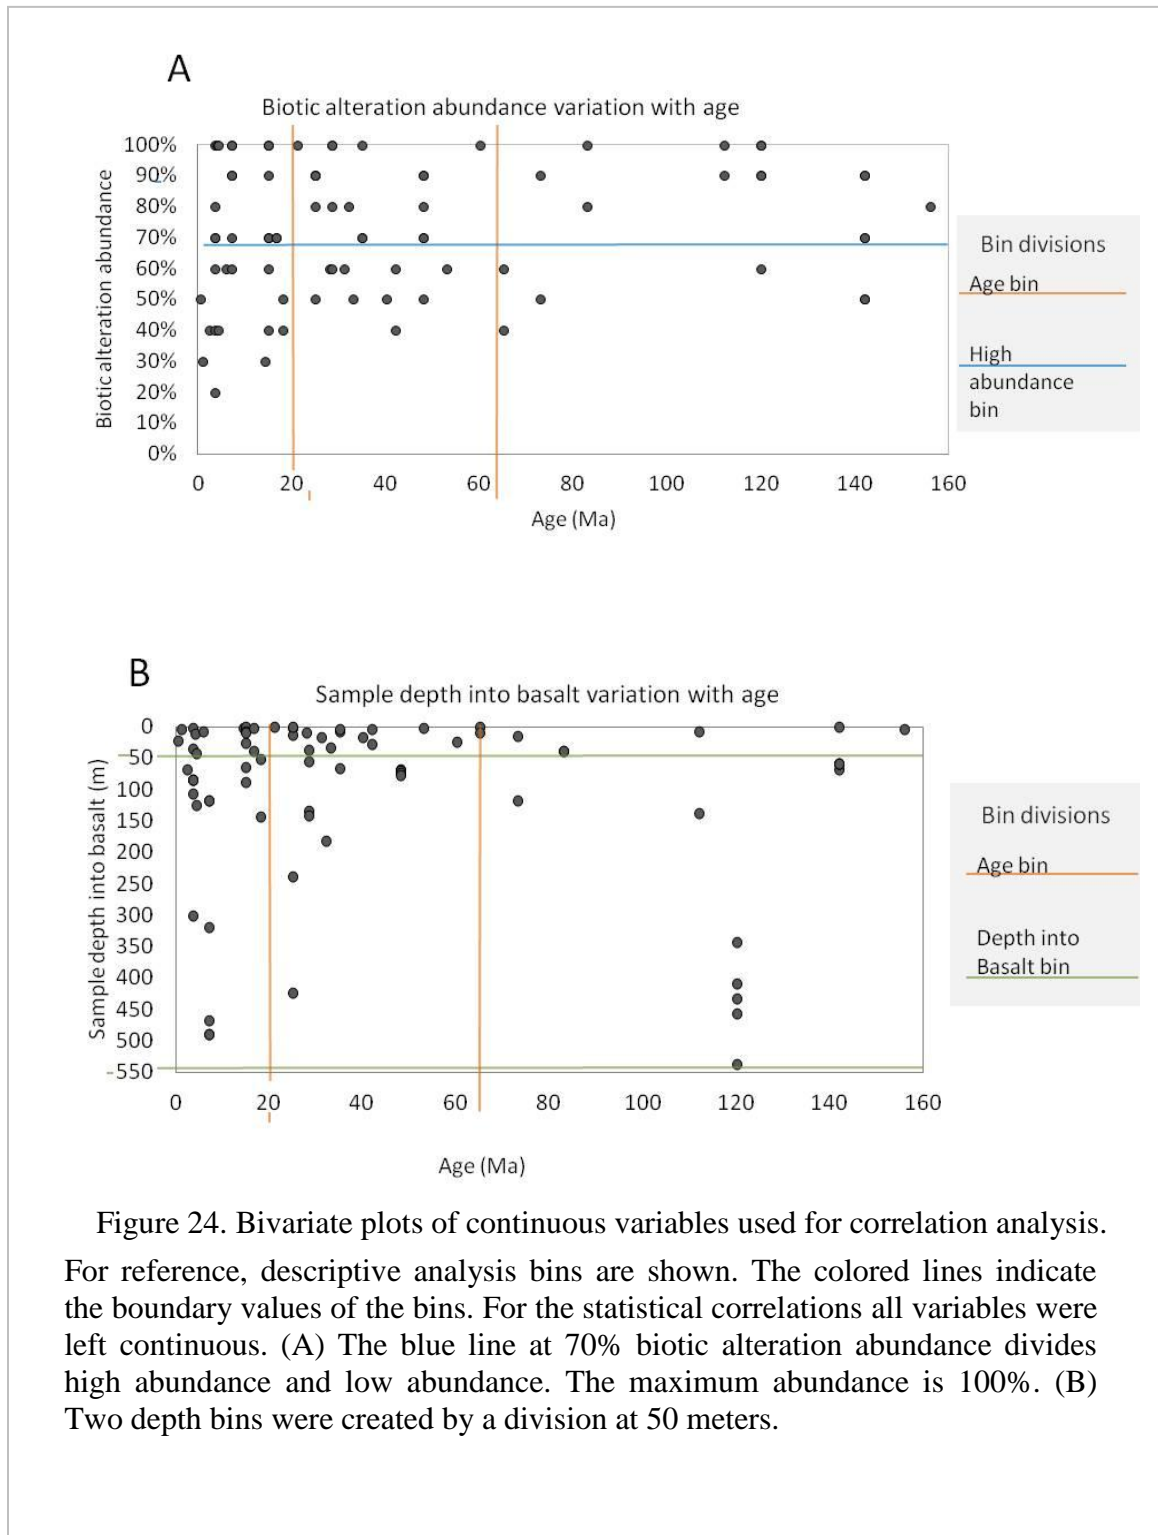 A
Biotic alteration abundance variation with age
100%
90%
80%
70%
60%
50%
40%
30%
20%
10%
0%
Biotic alteration abundance
0 20 40 60 80 100 120 140 160
Age (Ma)
Bin divisions
Age bin
High
abundance
bin
B
Sample depth into basalt variation with age
0
50
100
150
200
250
300
350
400
450
500
550
Sample depth into basalt (m)
0 20 40 60 80 100 120 140 160
Age (Ma)
Bin divisions
Age bin
Depth into
Basalt bin
Figure 24. Bivariate plots of continuous variables used for correlation analysis.
For reference, descriptive analysis bins are shown. The colored lines indicate
the boundary values of the bins. For the statistical correlations all variables were
left continuous. (A) The blue line at 70% biotic alteration abundance divides
high abundance and low abundance. The maximum abundance is 100%. (B)
Two depth bins were created by a division at 50 meters.